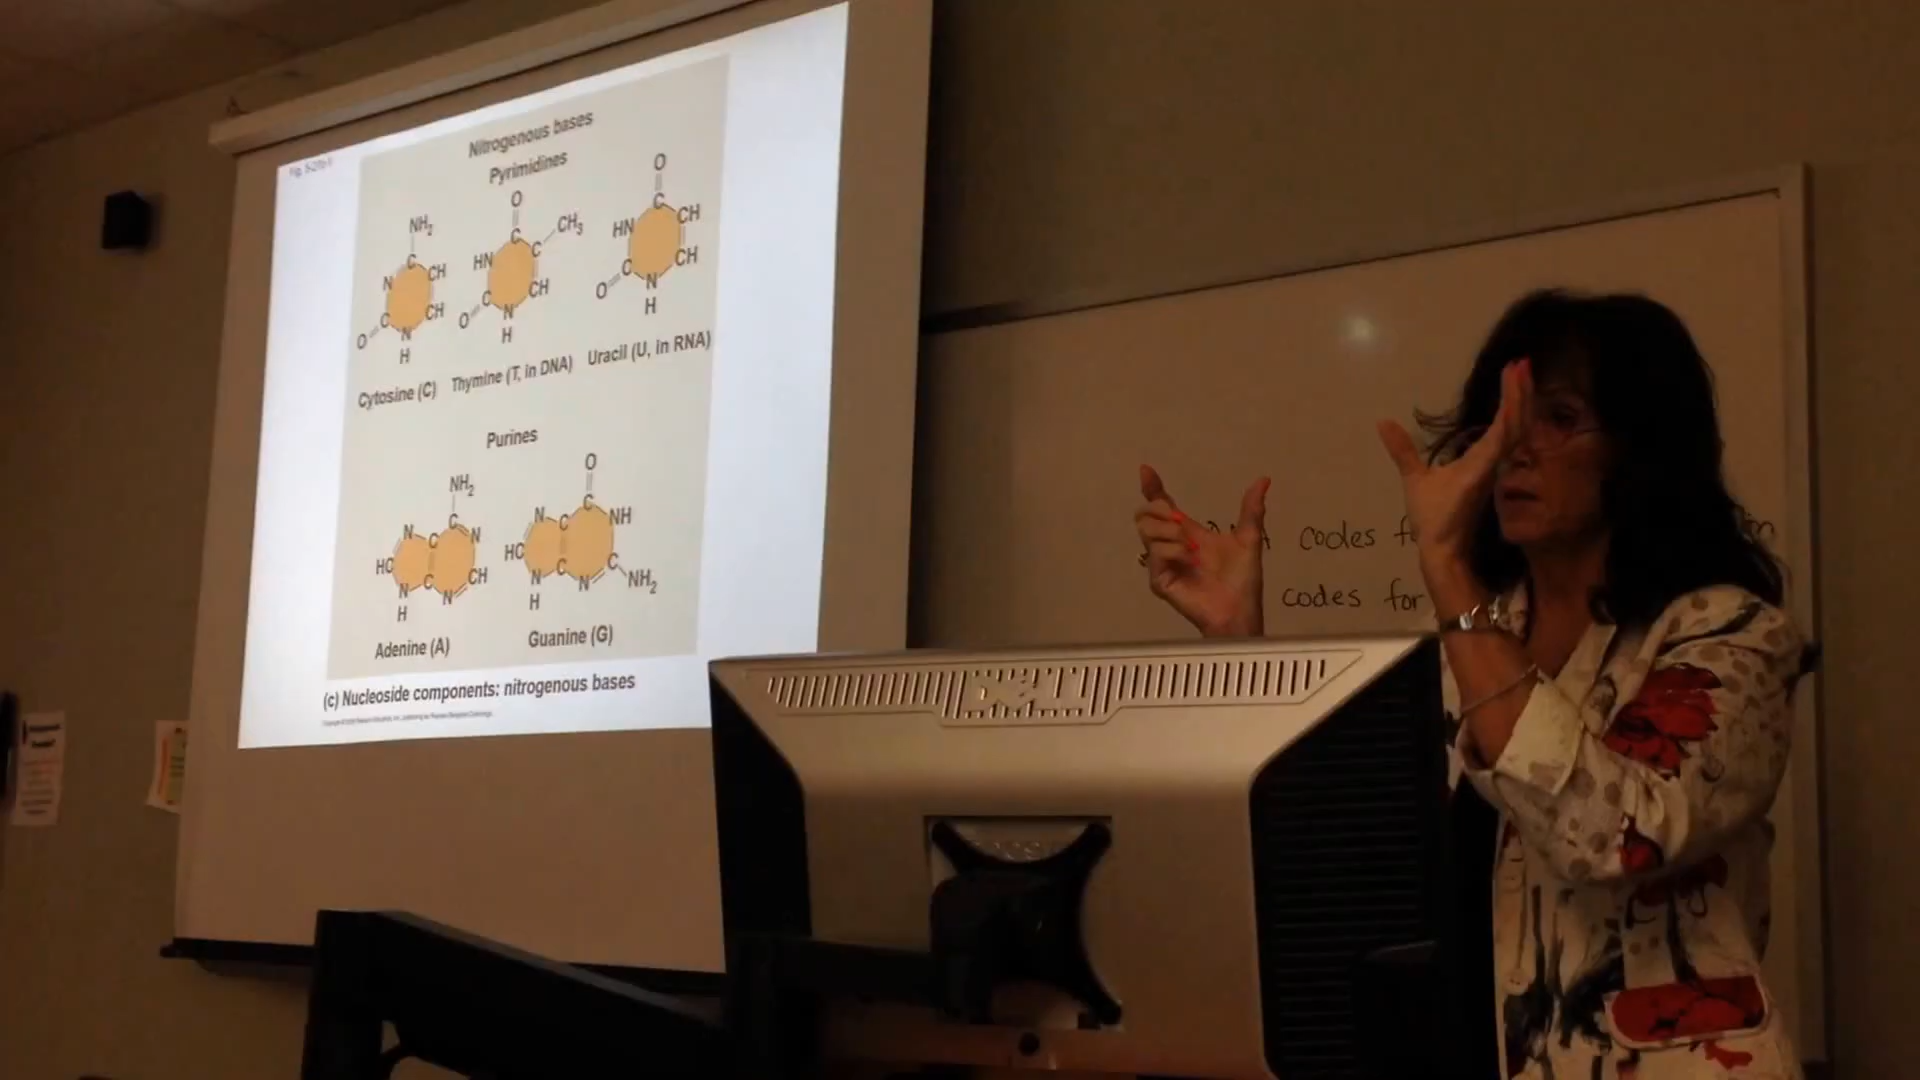 Nitrogenous bases
Pyrimidines
NH2
N
C
CH
CH
C
O
N
H
O
C
C
CH3
HN
CH
C
O
N
H
O
C
CH
HN
CH
C
O
N
H
Cytosine (C)
Thymine (T, in DNA)
Uracil (U, in RNA)
Purines
NH2
N
C
C
N
HC
C
CH
N
N
H
O
C
N
C
NH
HC
C
C
N
N
NH2
H
Adenine (A)
Guanine (G)
(c) Nucleoside components: nitrogenous bases
codes
codes for
DELL